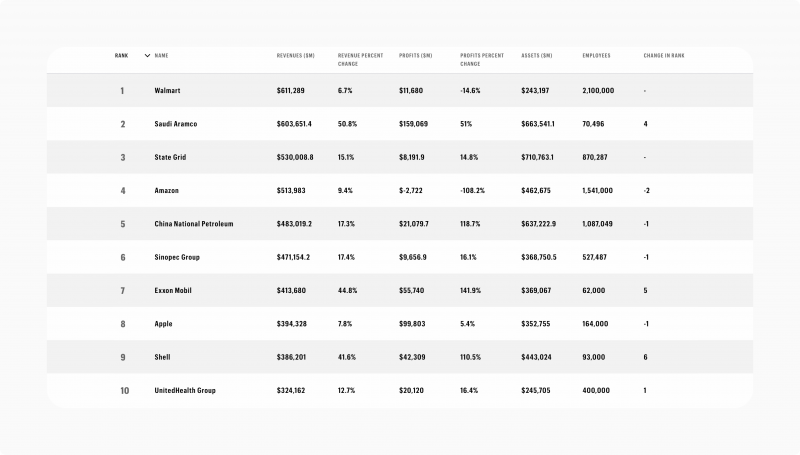 RANK NAME REVENUES ($M) REVENUE PERCENT CHANGE PROFITS ($M) PROFITS PERCENT CHANGE ASSETS ($M) EMPLOYEES CHANGE IN RANK
1 Walmart $611,289 6.7% $11,680 -14.6% $243,197 2,100,000 -
2 Saudi Aramco $603,651.4 50.8% $159,069 51% $663,541.1 70,496 4
3 State Grid $530,008.8 15.1% $8,191.9 14.8% $710,763.1 870,287 -
4 Amazon $513,983 9.4% $-2,722 -108.2% $462,675 1,541,000 -2
5 China National Petroleum $483,019.2 17.3% $21,079.7 118.7% $637,222.9 1,087,049 -1
6 Sinopec Group $471,154.2 17.4% $9,656.9 16.1% $368,750.5 527,487 -1
7 Exxon Mobil $413,680 44.8% $55,740 141.9% $369,067 62,000 5
8 Apple $394,328 7.8% $99,803 5.4% $352,755 164,000 -1
9 Shell $386,201 41.6% $42,309 110.5% $443,024 93,000 6
10 UnitedHealth Group $324,162 12.7% $20,120 16.4% $245,705 400,000 1